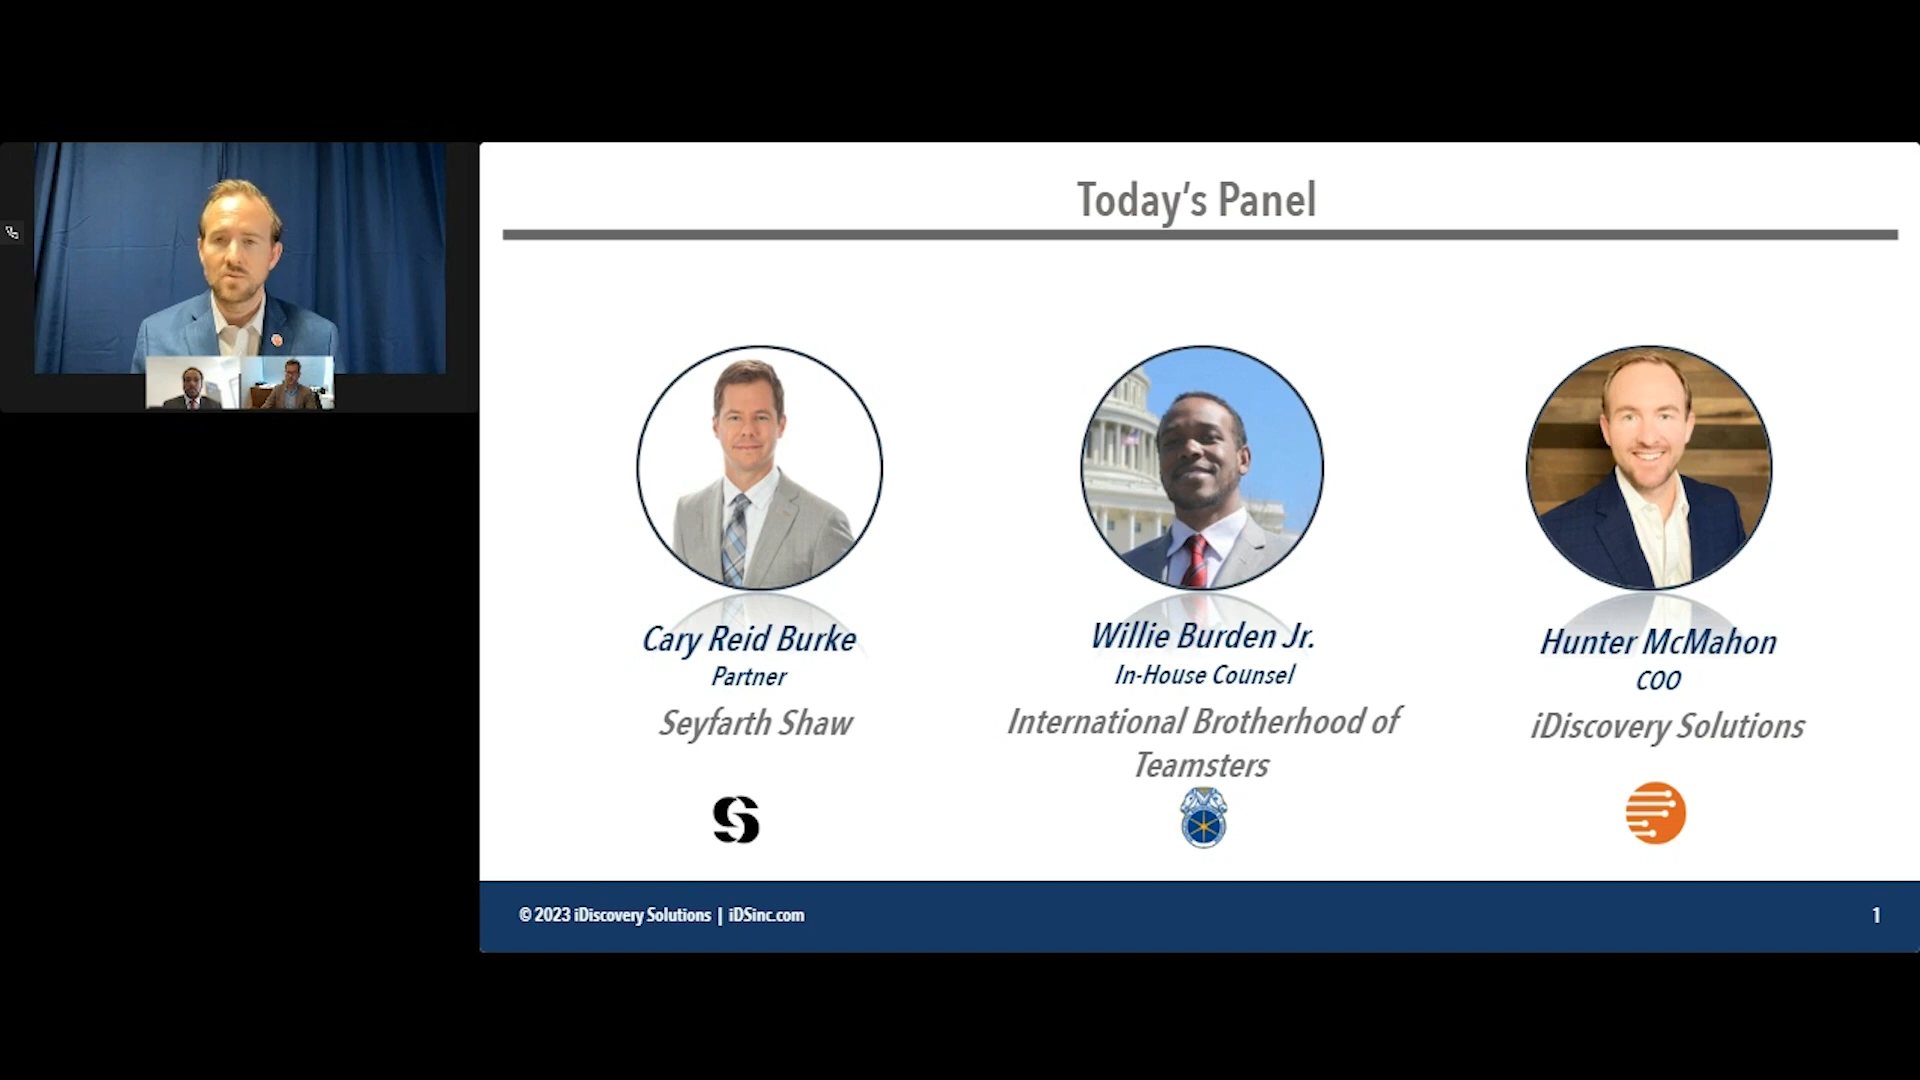 Today's Panel
Cary Reid Burke
Partner
Seyfarth Shaw
Willie Burden Jr.
In-House Counsel
International Brotherhood of
Teamsters
Hunter McMahon
COO
iDiscovery Solutions
© 2023 iDiscovery Solutions | iDSinc.com
1